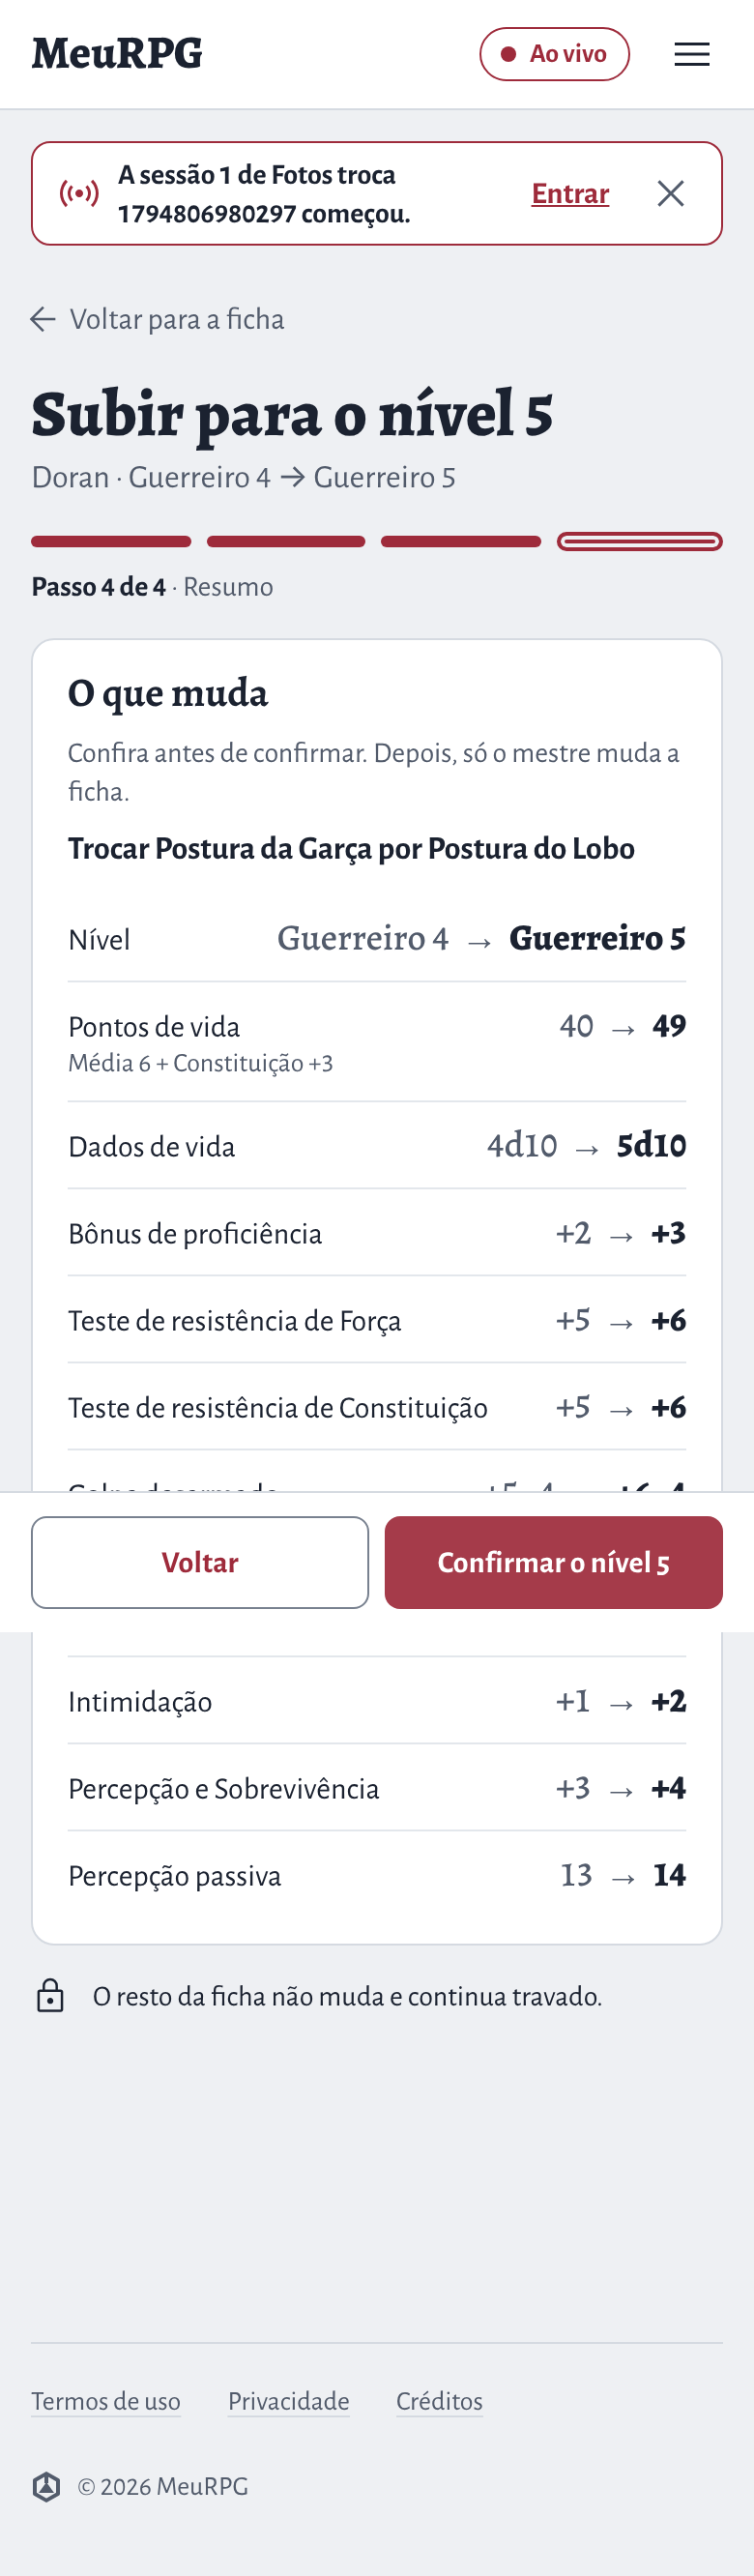 MeuRPG
Ao vivo
A sessão 1 de Fotos troca
1794806980297 começou.
Entrar
Voltar para a ficha
Subir para o nível 5
Doran · Guerreiro 4 → Guerreiro 5
Passo 4 de 4 · Resumo
O que muda
Confira antes de confirmar. Depois, só o mestre muda a
ficha.
Trocar Postura da Garça por Postura do Lobo
Nível Guerreiro 4 → Guerreiro 5
Pontos de vida 40 → 49
Média 6 + Constituição +3
Dados de vida 4d10 → 5d10
Bônus de proficiência +2 → +3
Teste de resistência de Força +5 → +6
Teste de resistência de Constituição +5 → +6
Voltar
Confirmar o nível 5
Intimidação +1 → +2
Percepção e Sobrevivência +3 → +4
Percepção passiva 13 → 14
O resto da ficha não muda e continua travado.
Termos de uso Privacidade Créditos
© 2026 MeuRPG